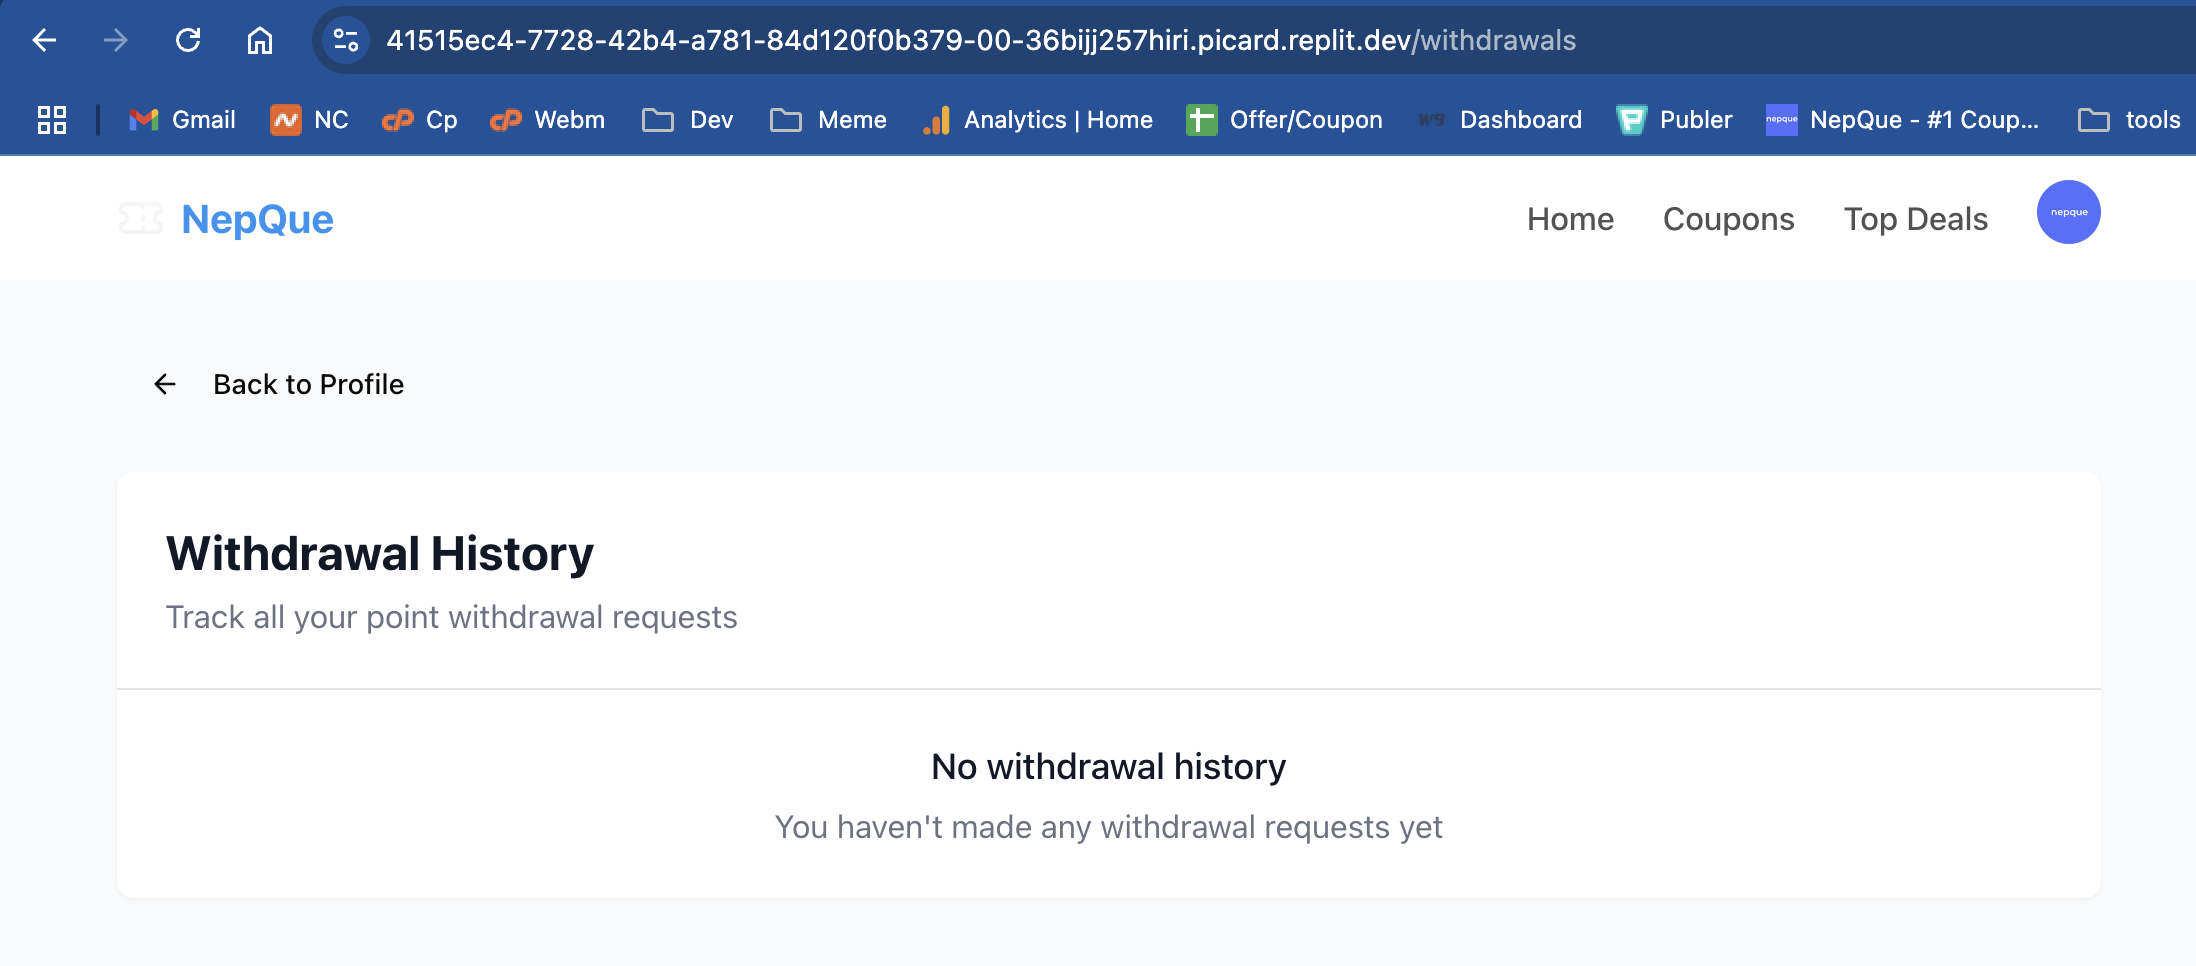 41515ec4-7728-42b4-a781-84d120f0b379-00-36bijj257hiri.picard.replit.dev/withdrawals
Gmail NC Cp Webm Dev Meme Analytics | Home Offer/Coupon wg Dashboard Publer nepque NepQue - #1 Coup... tools
NepQue Home Coupons Top Deals nepque
Back to Profile
Withdrawal History
Track all your point withdrawal requests
No withdrawal history
You haven't made any withdrawal requests yet